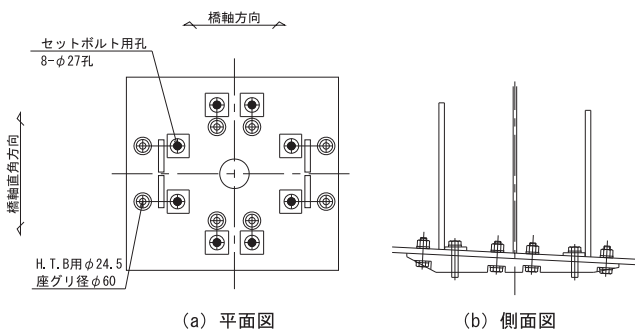 橋軸方向
セットボルト用孔
8-φ27孔
橋軸直角方向
H.T.B用φ24.5
座グリ径φ60
(a) 平面図
(b) 側面図